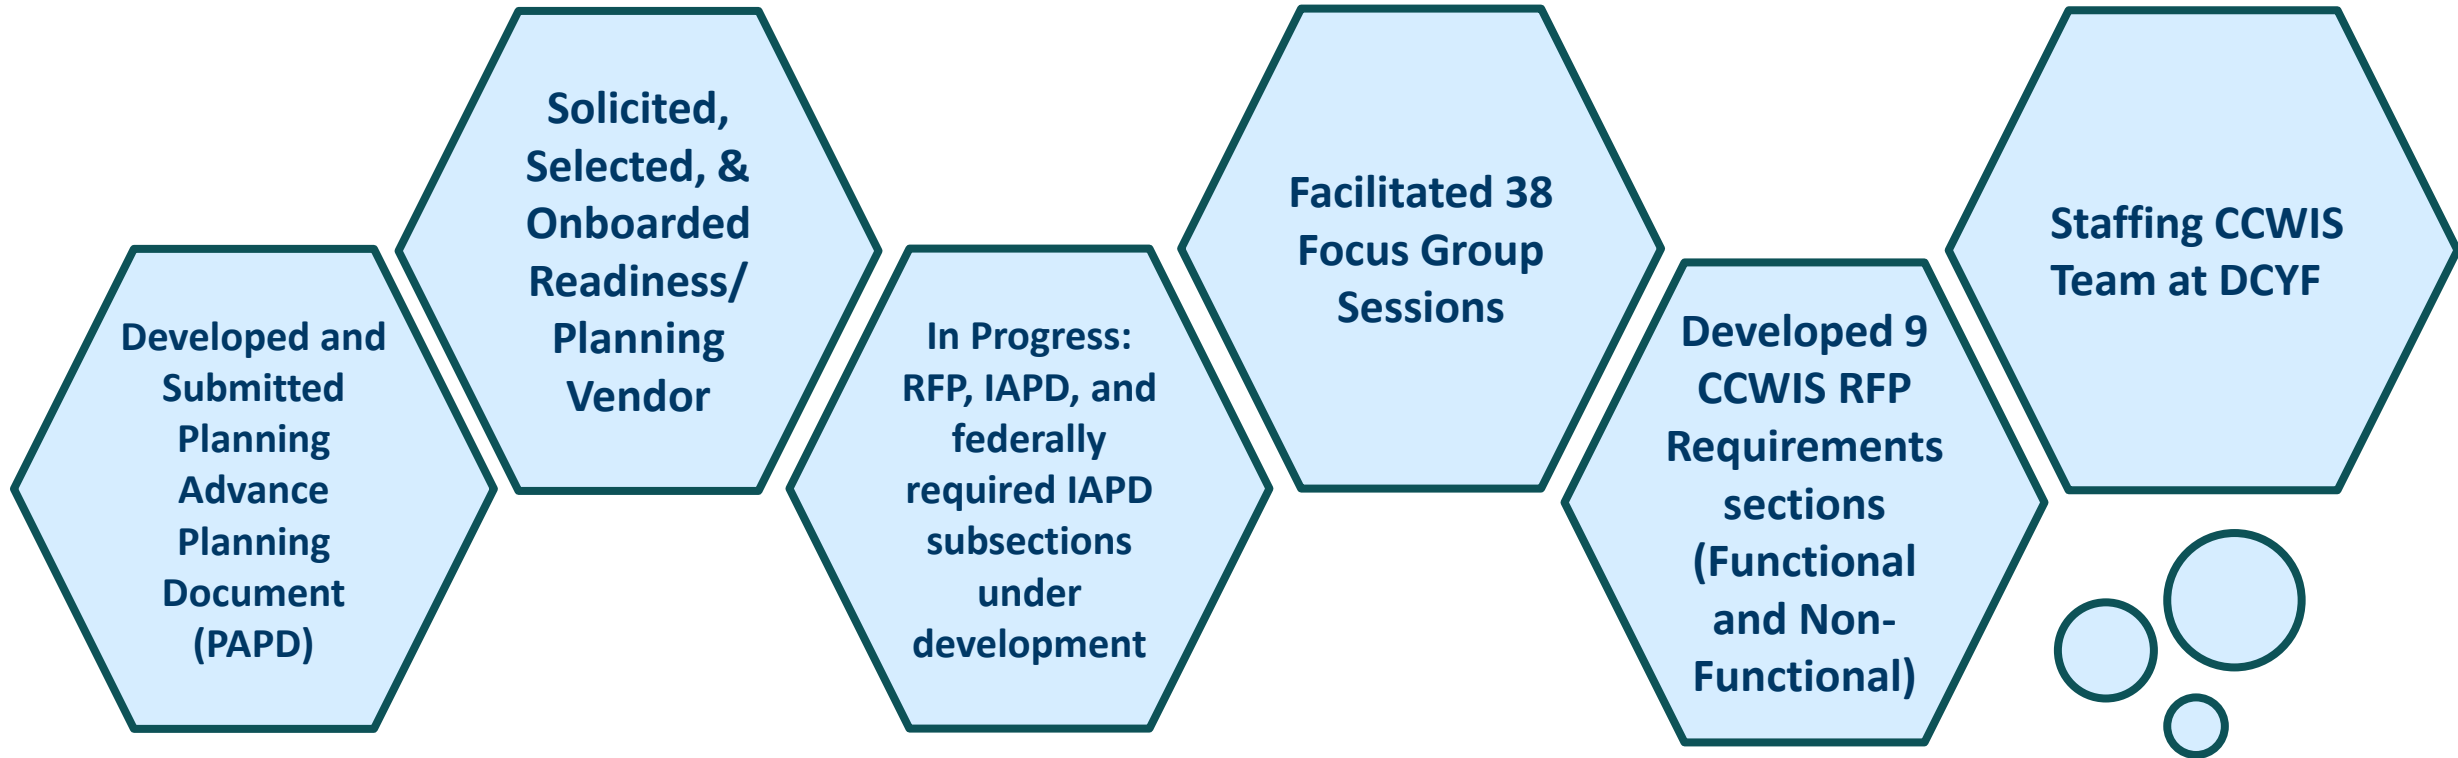 Developed and
Submitted
Planning
Advance
Planning
Document
(PAPD)
Solicited,
Selected, &
Onboarded
Readiness/
Planning
Vendor
In Progress:
RFP, IAPD, and
federally
required IAPD
subsections
under
development
Facilitated 38
Focus Group
Sessions
Developed 9
CCWIS RFP
Requirements
sections
(Functional
and Non-
Functional)
Staffing CCWIS
Team at DCYF